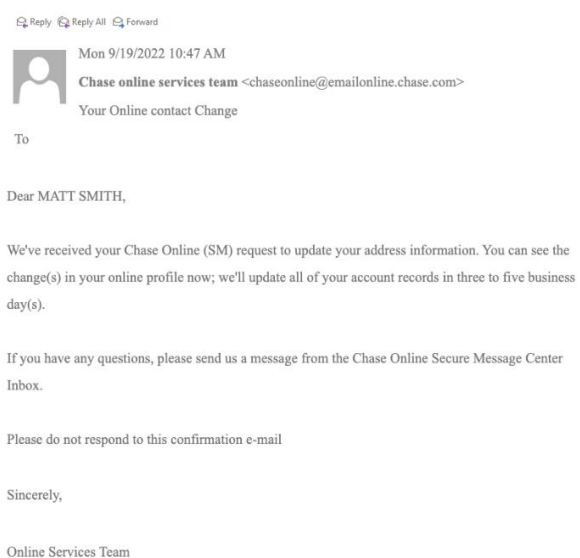 Reply Reply All Forward
Mon 9/19/2022 10:47 AM
Chase online services team <chaseonline@emailonline.chase.com>
Your Online contact Change
To
Dear MATT SMITH,
We've received your Chase Online (SM) request to update your address information. You can see the
change(s) in your online profile now; we'll update all of your account records in three to five business
day(s).
If you have any questions, please send us a message from the Chase Online Secure Message Center
Inbox.
Please do not respond to this confirmation e-mail
Sincerely,
Online Services Team